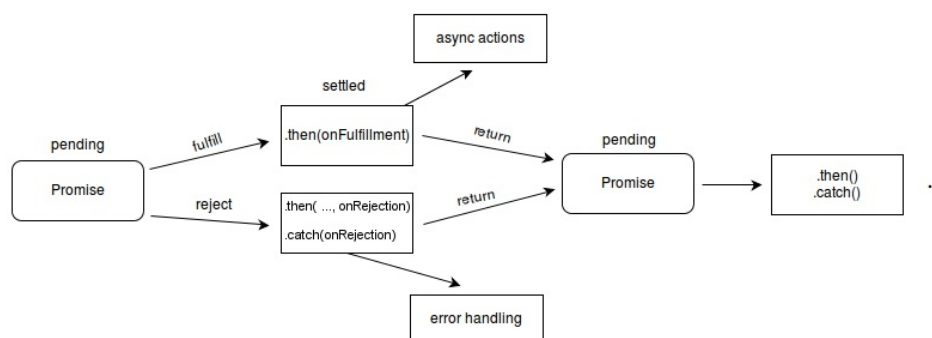 async actions
settled
.then(onFulfillment)
fulfill
return
pending
Promise
reject
.then( ..., onRejection)
.catch(onRejection)
return
pending
Promise
.then()
.catch()
.
error handling